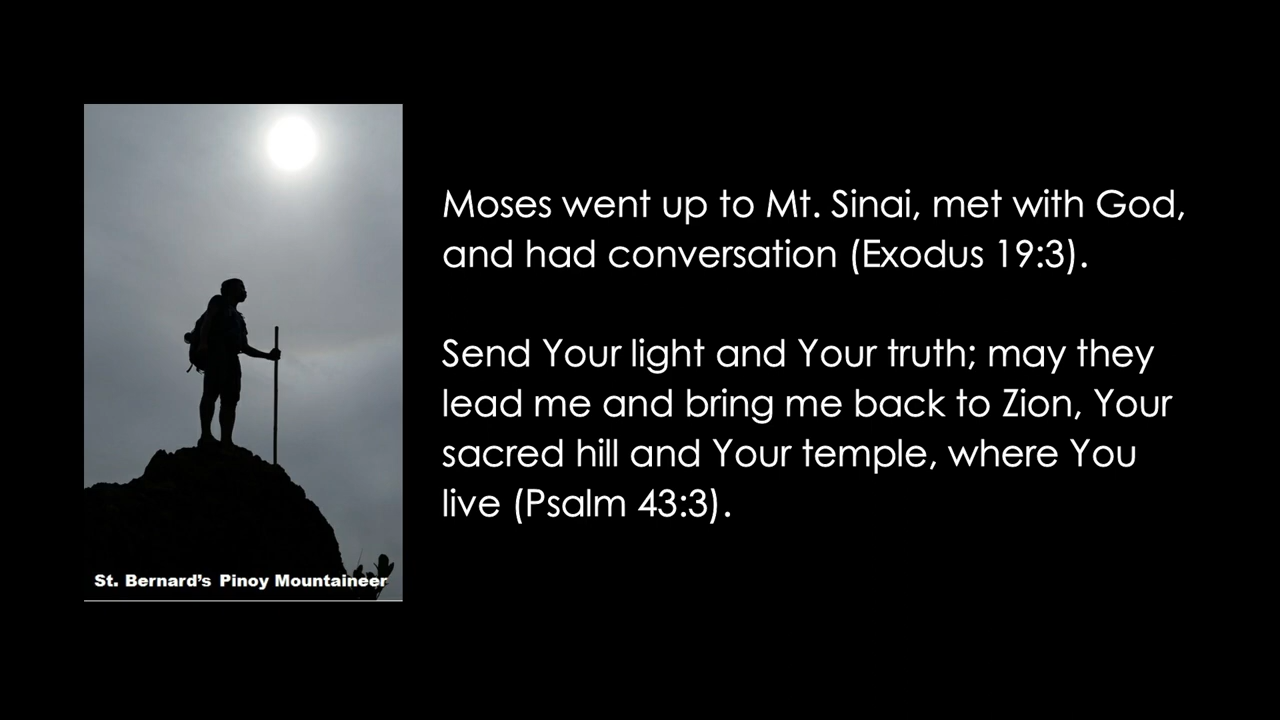 Moses went up to Mt. Sinai, met with God,
and had conversation (Exodus 19:3).
Send Your light and Your truth; may they
lead me and bring me back to Zion, Your
sacred hill and Your temple, where You
live (Psalm 43:3).
St. Bernard's Pinoy Mountaineer